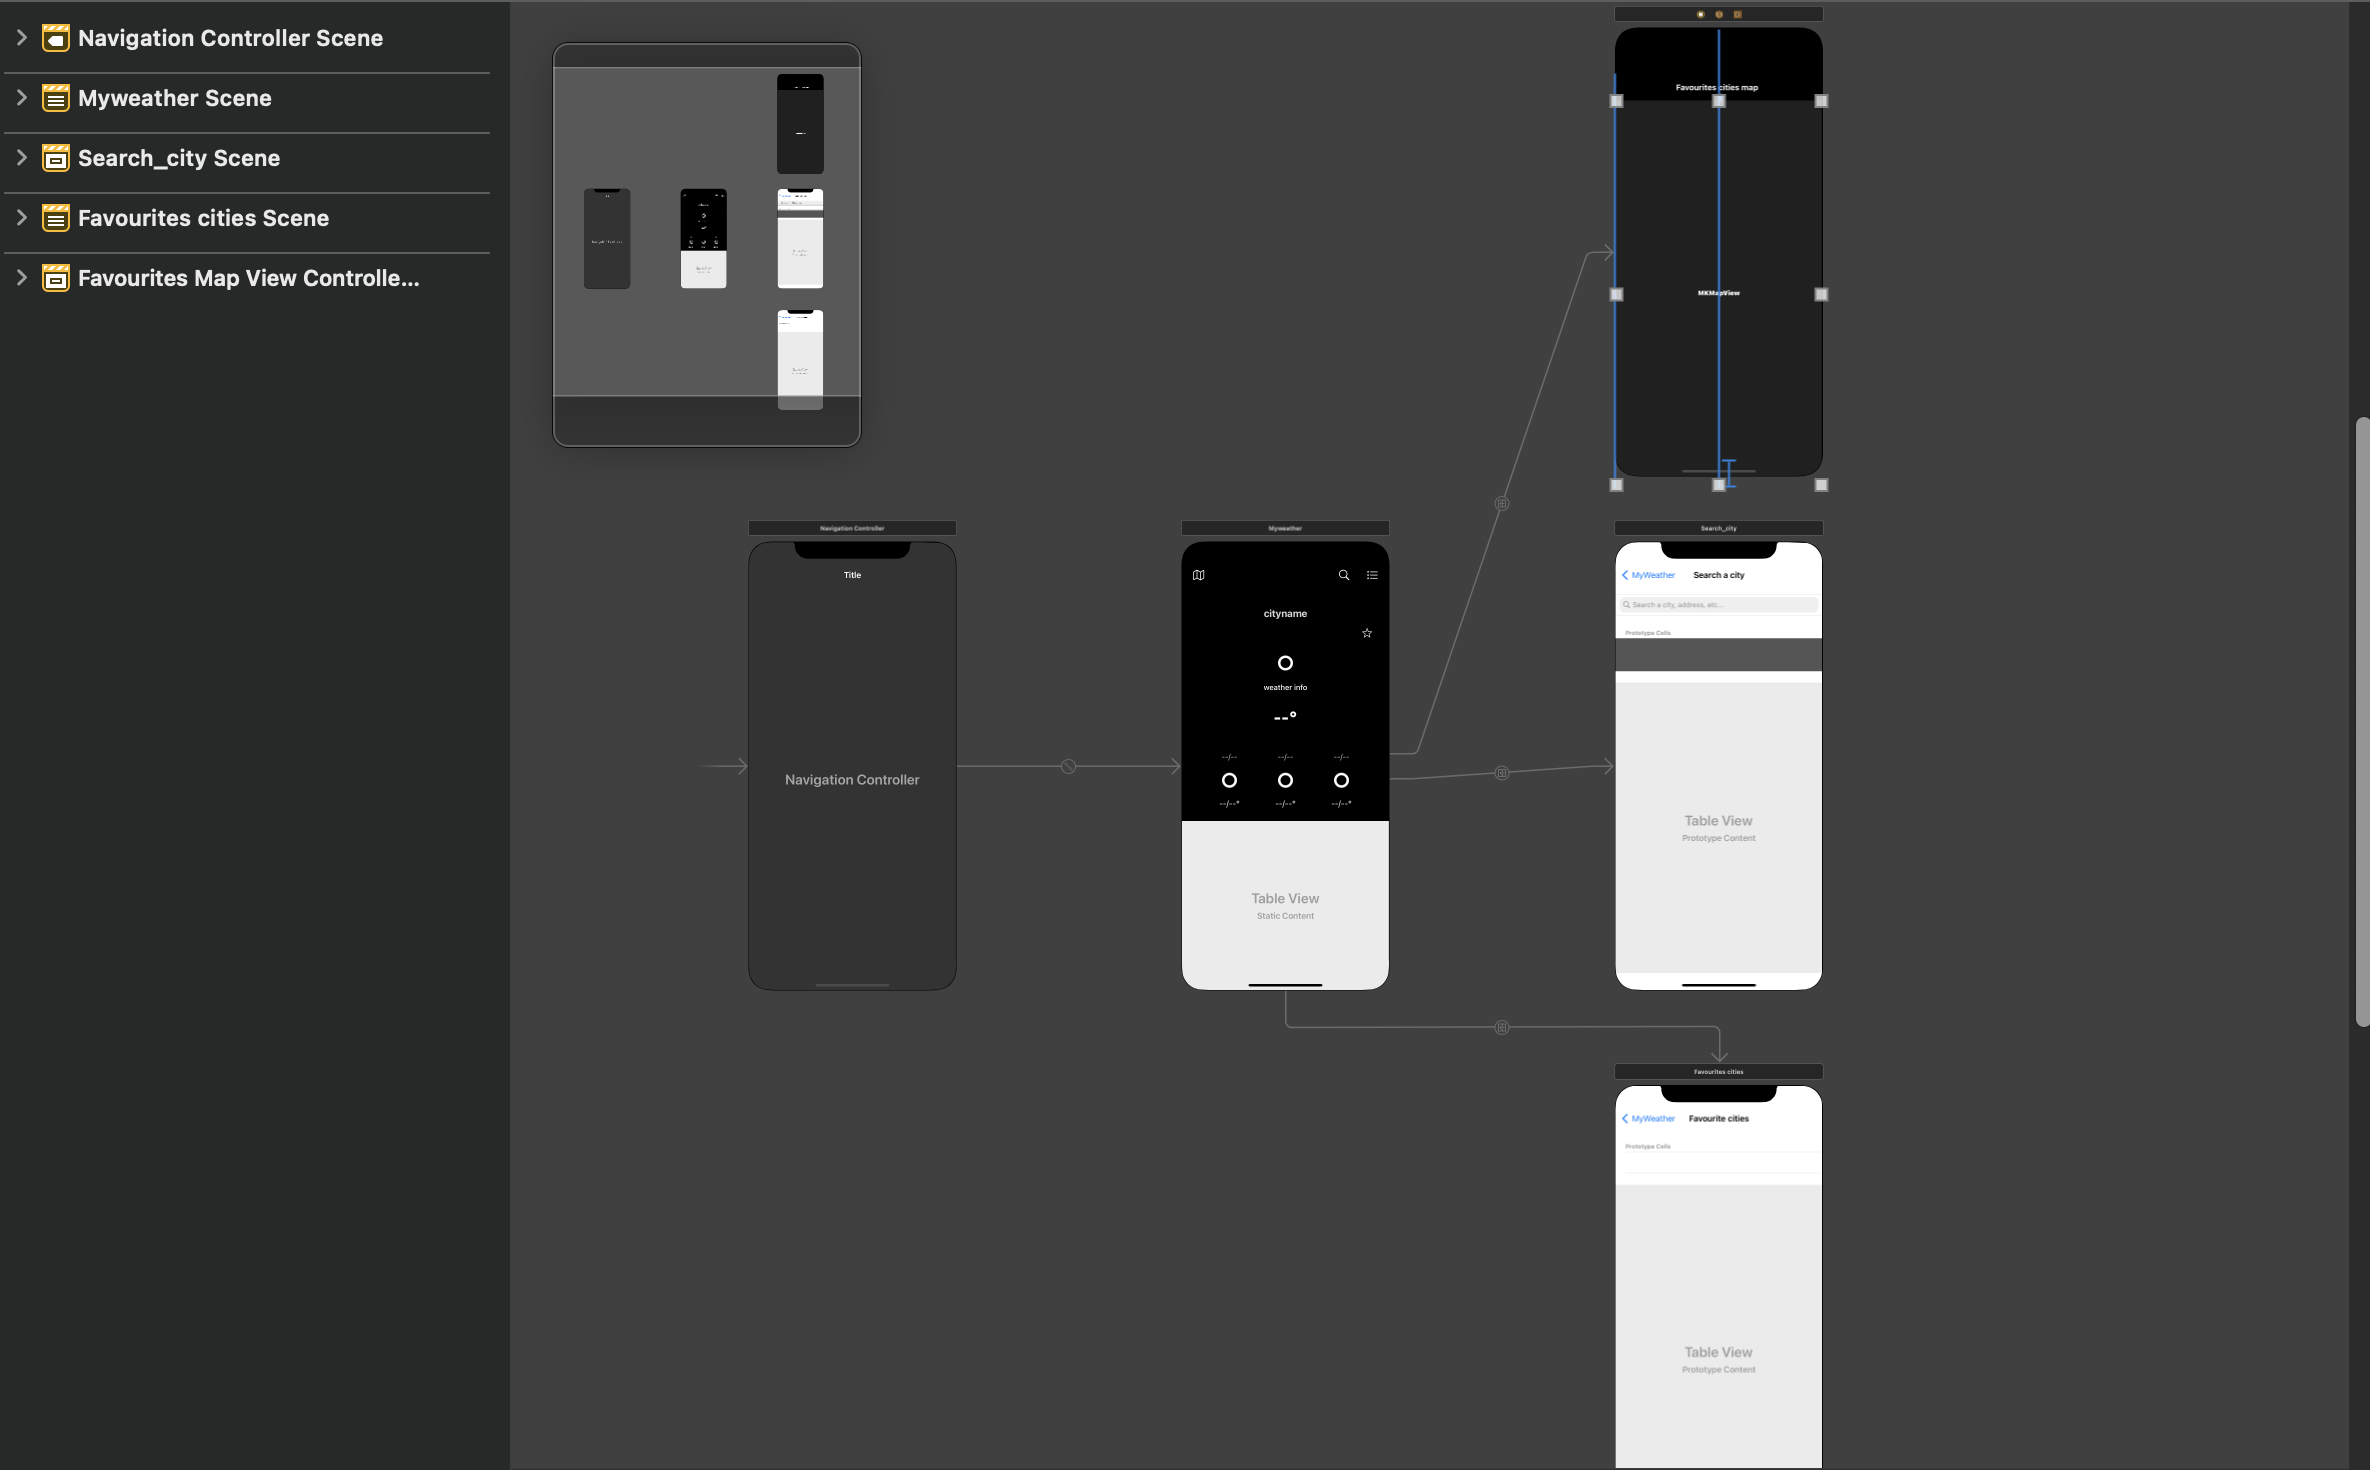 Navigation Controller Scene
Myweather Scene
Search_city Scene
Favourites cities Scene
Favourites Map View Controlle...
Favourites cities map
MKMapView
Navigation Controller
Title
Navigation Controller
Myweather
cityname
weather info
--°
--/-- --/-- --/--
--/--° --/--° --/--°
Table View
Static Content
Search_city
MyWeather Search a city
Search a city, address, etc...
Prototype Cells
Table View
Prototype Content
Favourites cities
MyWeather Favourite cities
Prototype Cells
Table View
Prototype Content